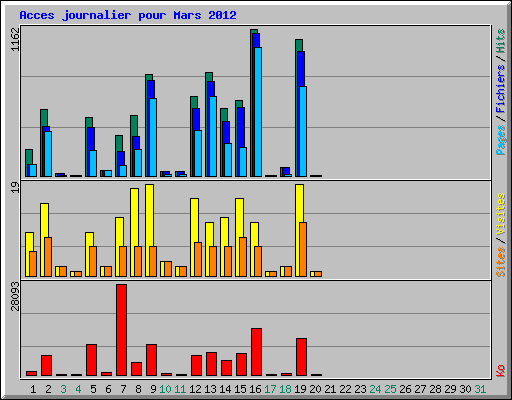 Acces journalier pour Mars 2012
1162
Pages / Fichiers / Hits
19
Sites / Visites
28093
Ko
1 2 3 4 5 6 7 8 9 10 11 12 13 14 15 16 17 18 19 20 21 22 23 24 25 26 27 28 29 30 31